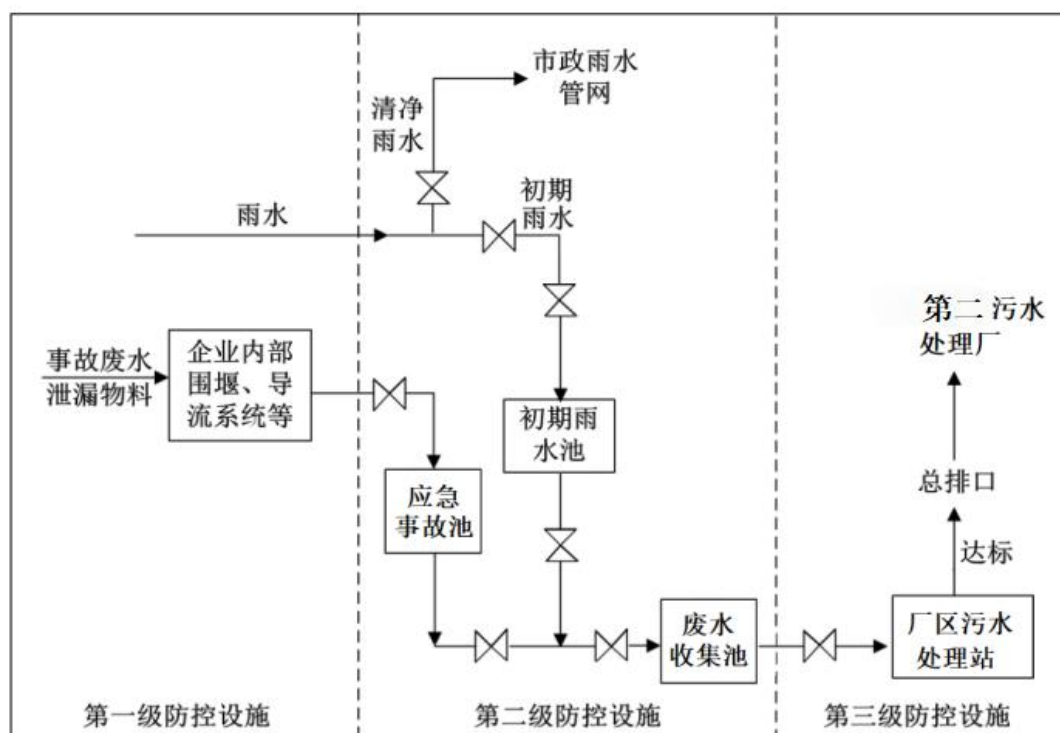 市政雨水
管网
清净
雨水
初期
雨水
雨水
第二 污水
处理厂
事故废水
泄漏物料
企业内部
围堰、导
流系统等
初期雨
水池
应急
事故池
总排口
达标
废水
收集池
厂区污水
处理站
第一级防控设施
第二级防控设施
第三级防控设施